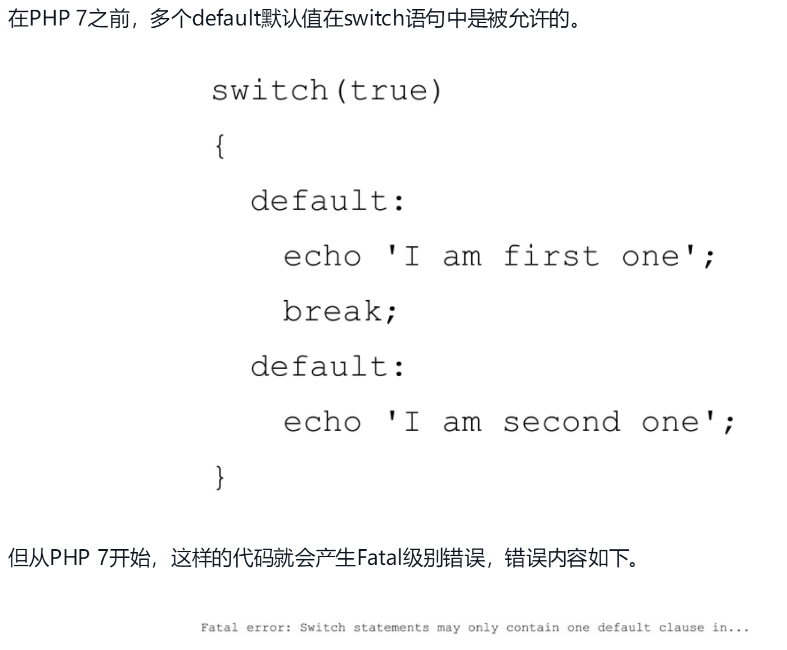 在PHP 7之前，多个default默认值在switch语句中是被允许的。
switch(true)
{
default:
echo 'I am first one';
break;
default:
echo 'I am second one';
}
但从PHP 7开始，这样的代码就会产生Fatal级别错误，错误内容如下。
Fatal error: Switch statements may only contain one default clause in...